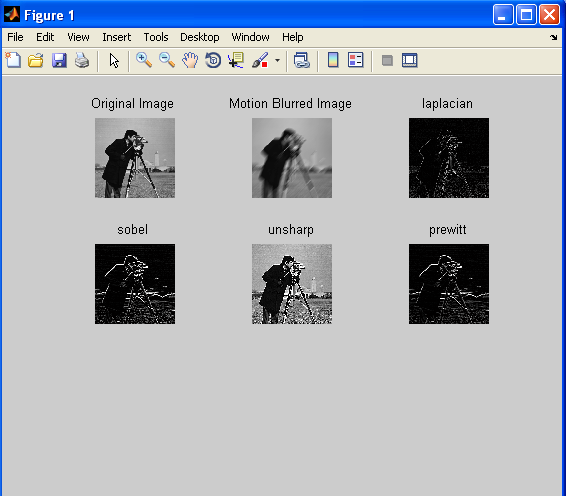 Figure 1
File Edit View Insert Tools Desktop Window Help
Original Image Motion Blurred Image laplacian
sobel unsharp prewitt